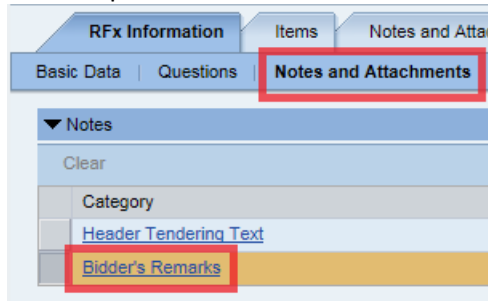 RFx Information Items Notes and Atta
Basic Data | Questions | Notes and Attachments
Notes
Clear
Category
Header Tendering Text
Bidder's Remarks